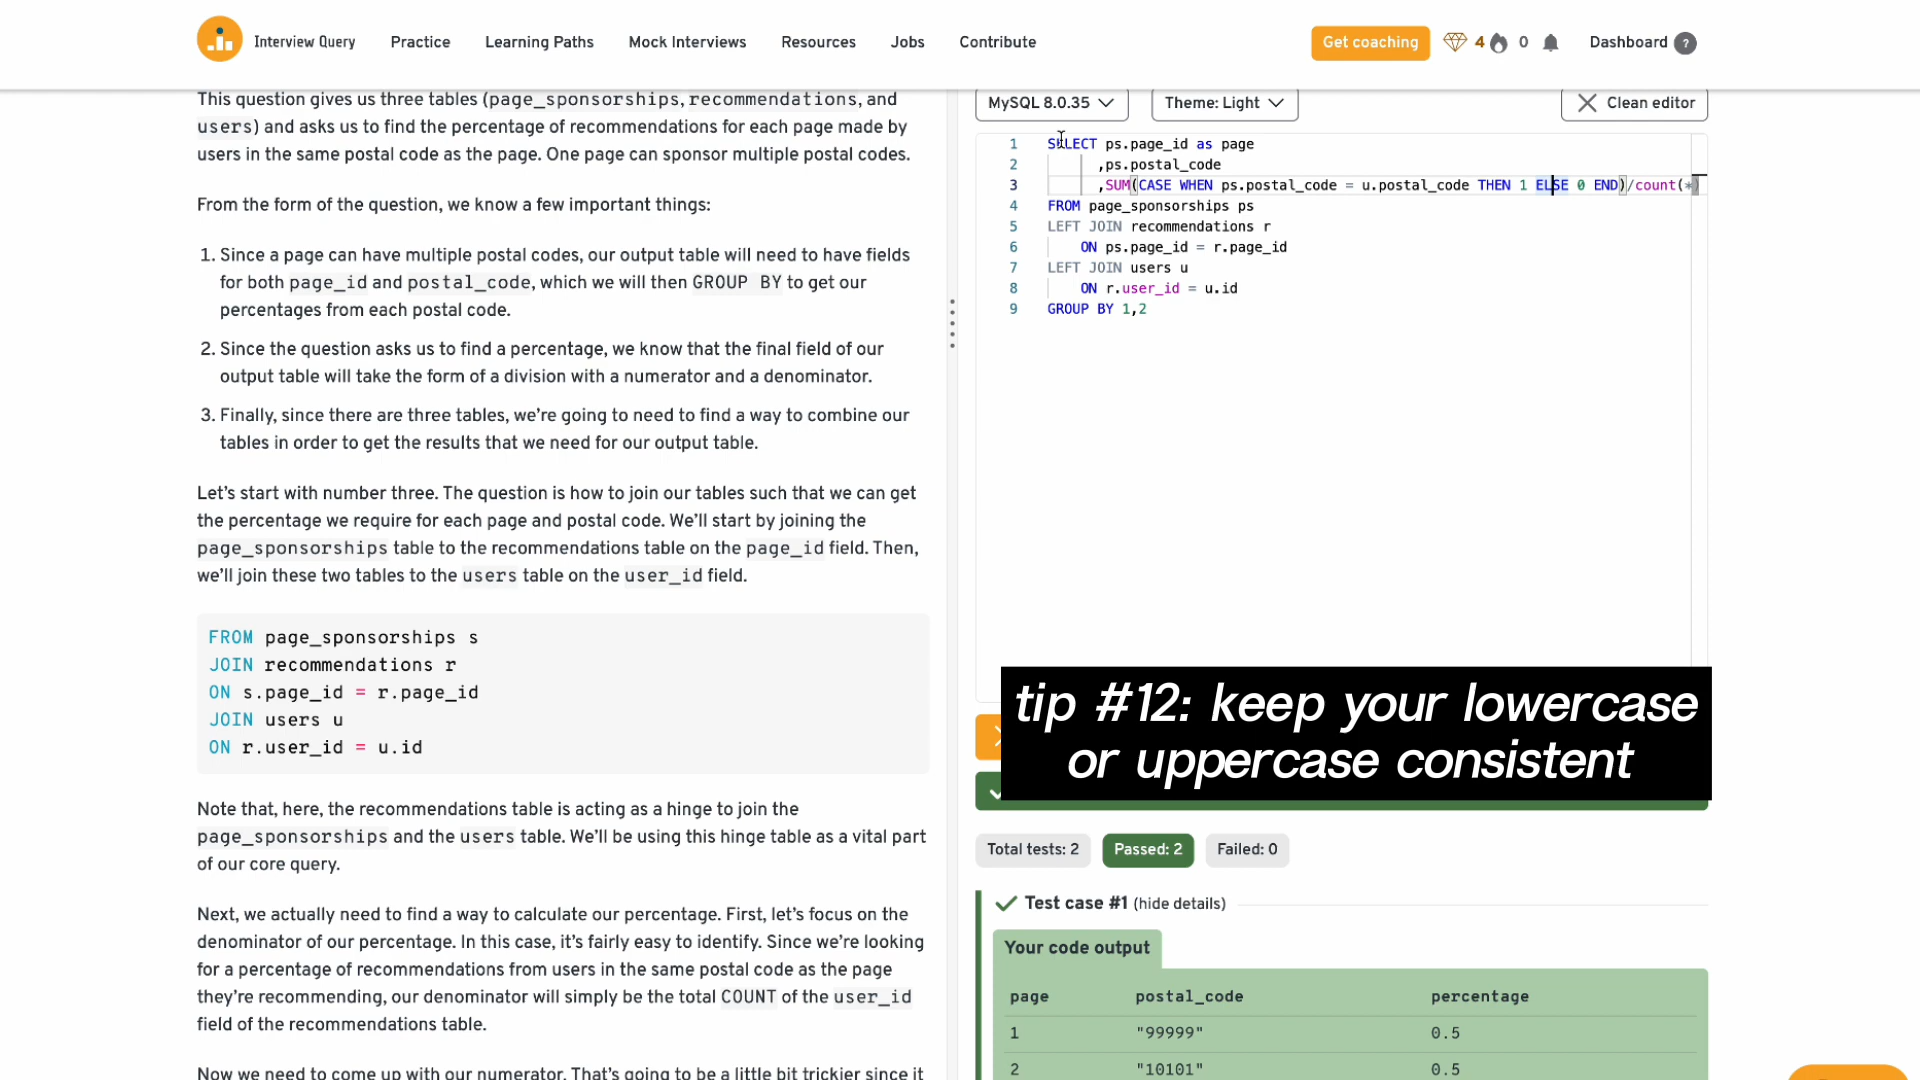 Interview Query
Practice
Learning Paths
Mock Interviews
Resources
Jobs
Contribute
Get coaching
4
0
Dashboard
?
This question gives us three tables (page_sponsorships, recommendations, and
users) and asks us to find the percentage of recommendations for each page made by
users in the same postal code as the page. One page can sponsor multiple postal codes.
From the form of the question, we know a few important things:
1. Since a page can have multiple postal codes, our output table will need to have fields
for both page_id and postal_code, which we will then GROUP BY to get our
percentages from each postal code.
2. Since the question asks us to find a percentage, we know that the final field of our
output table will take the form of a division with a numerator and a denominator.
3. Finally, since there are three tables, we're going to need to find a way to combine our
tables in order to get the results that we need for our output table.
Let's start with number three. The question is how to join our tables such that we can get
the percentage we require for each page and postal code. We'll start by joining the
page_sponsorships table to the recommendations table on the page_id field. Then,
we'll join these two tables to the users table on the user_id field.
FROM page_sponsorships s
JOIN recommendations r
ON s.page_id = r.page_id
JOIN users u
ON r.user_id = u.id
Note that, here, the recommendations table is acting as a hinge to join the
page_sponsorships and the users table. We'll be using this hinge table as a vital part
of our core query.
Next, we actually need to find a way to calculate our percentage. First, let's focus on the
denominator of our percentage. In this case, it's fairly easy to identify. Since we're looking
for a percentage of recommendations from users in the same postal code as the page
they're recommending, our denominator will simply be the total COUNT of the user_id
field of the recommendations table.
Now we need to come up with our numerator. That's going to be a little bit trickier since it
MySQL 8.0.35
Theme: Light
Clean editor
1 SELECT ps.page_id as page
2 ,ps.postal_code
3 ,SUM(CASE WHEN ps.postal_code = u.postal_code THEN 1 ELSE 0 END)/count(*)
4 FROM page_sponsorships ps
5 LEFT JOIN recommendations r
6 ON ps.page_id = r.page_id
7 LEFT JOIN users u
8 ON r.user_id = u.id
9 GROUP BY 1,2
tip #12: keep your lowercase
or uppercase consistent
Total tests: 2
Passed: 2
Failed: 0
Test case #1 (hide details)
Your code output
page postal_code percentage
1 "99999" 0.5
2 "10101" 0.5